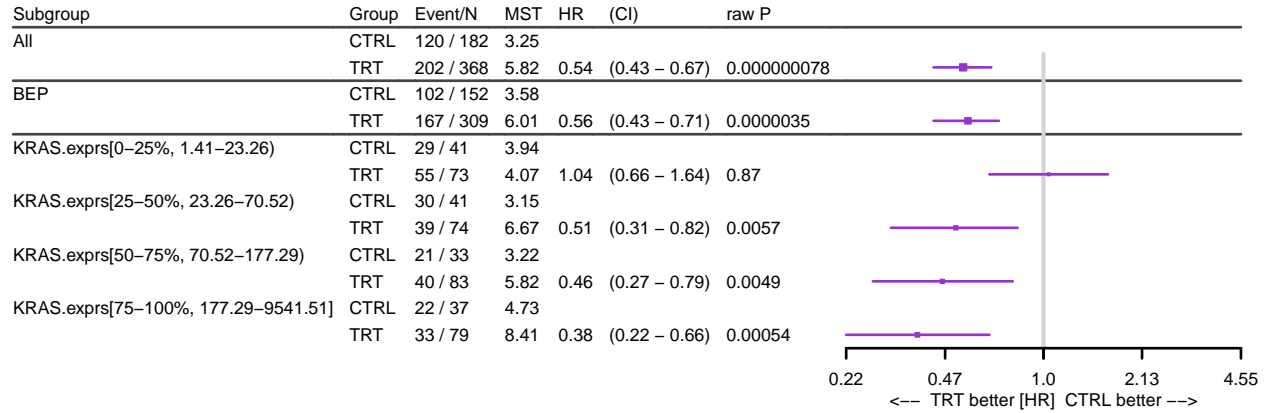 Subgroup Group Event/N MST HR (CI) raw P
All CTRL 120 / 182 3.25
TRT 202 / 368 5.82 0.54 (0.43 – 0.67) 0.000000078
BEP CTRL 102 / 152 3.58
TRT 167 / 309 6.01 0.56 (0.43 – 0.71) 0.0000035
KRAS.exprs[0−25%, 1.41−23.26) CTRL 29 / 41 3.94
TRT 55 / 73 4.07 1.04 (0.66 – 1.64) 0.87
KRAS.exprs[25−50%, 23.26−70.52) CTRL 30 / 41 3.15
TRT 39 / 74 6.67 0.51 (0.31 – 0.82) 0.0057
KRAS.exprs[50−75%, 70.52−177.29) CTRL 21 / 33 3.22
TRT 40 / 83 5.82 0.46 (0.27 – 0.79) 0.0049
KRAS.exprs[75−100%, 177.29−9541.51] CTRL 22 / 37 4.73
TRT 33 / 79 8.41 0.38 (0.22 – 0.66) 0.00054
0.22 0.47 1.0 2.13 4.55
<−− TRT better [HR] CTRL better −−>